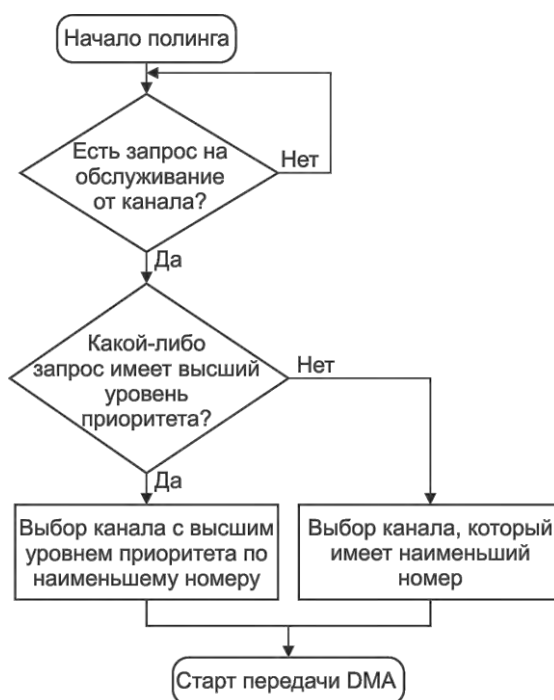 Начало полинга
Есть запрос на
обслуживание
от канала?
Нет
Да
Какой-либо
запрос имеет высший
уровень
приоритета?
Нет
Да
Выбор канала с высшим
уровнем приоритета по
наименьшему номеру
Выбор канала, который
имеет наименьший
номер
Старт передачи DMA